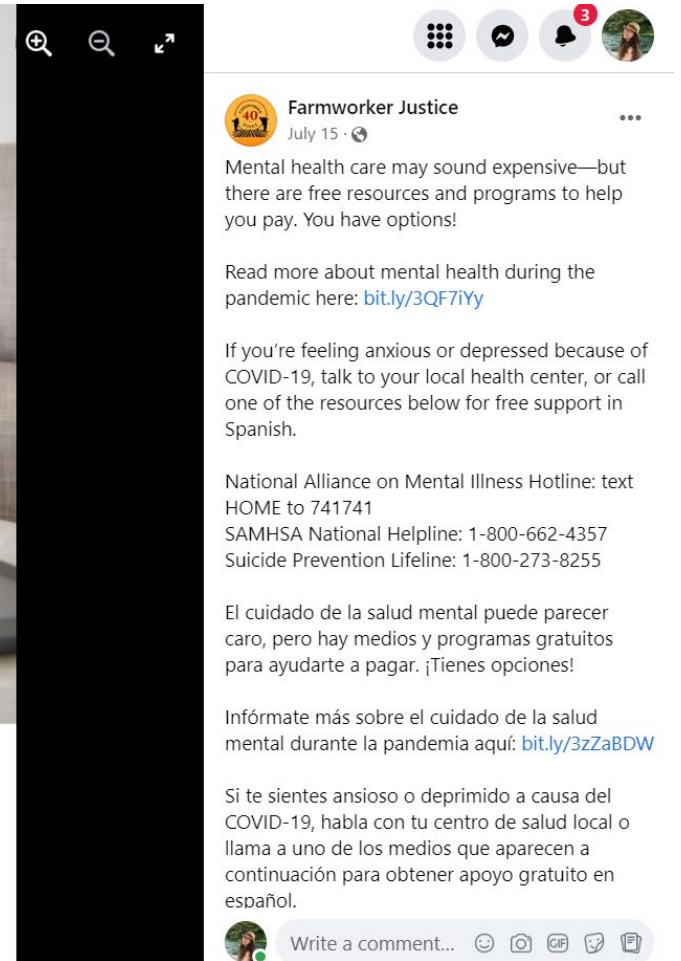 3
40
Farmworker Justice
July 15 ·
Mental health care may sound expensive—but
there are free resources and programs to help
you pay. You have options!
Read more about mental health during the
pandemic here: bit.ly/3QF7iYy
If you’re feeling anxious or depressed because of
COVID-19, talk to your local health center, or call
one of the resources below for free support in
Spanish.
National Alliance on Mental Illness Hotline: text
HOME to 741741
SAMHSA National Helpline: 1-800-662-4357
Suicide Prevention Lifeline: 1-800-273-8255
El cuidado de la salud mental puede parecer
caro, pero hay medios y programas gratuitos
para ayudarte a pagar. ¡Tienes opciones!
Infórmate más sobre el cuidado de la salud
mental durante la pandemia aquí: bit.ly/3zZaBDW
Si te sientes ansioso o deprimido a causa del
COVID-19, habla con tu centro de salud local o
llama a uno de los medios que aparecen a
continuación para obtener apoyo gratuito en
español.
Write a comment...
GIF